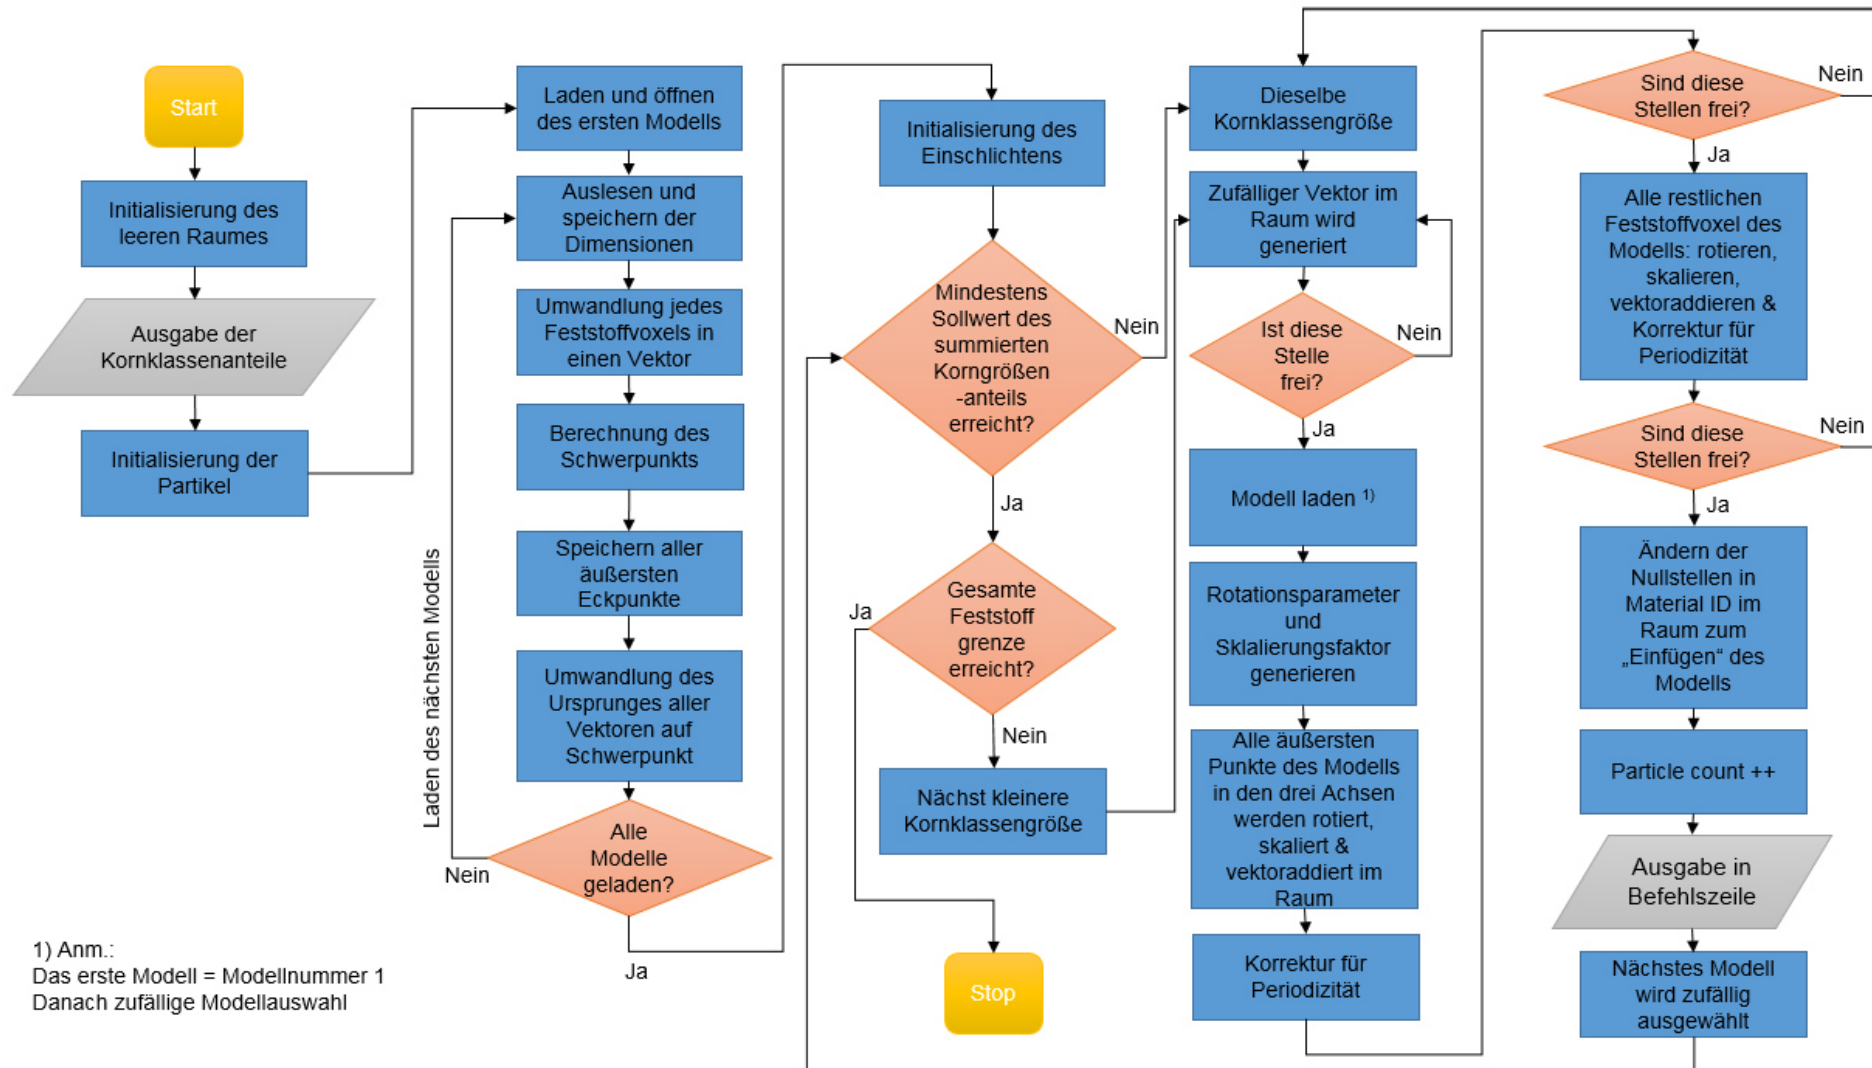 Start
Initialisierung des
leeren Raumes
Ausgabe der
Kornklassenanteile
Initialisierung der
Partikel
Laden und öffnen
des ersten Modells
Auslesen und
speichern der
Dimensionen
Umwandlung jedes
Feststoffvoxels in
einen Vektor
Berechnung des
Schwerpunkts
Speichern aller
äußersten
Eckpunkte
Umwandlung des
Ursprunges aller
Vektoren auf
Schwerpunkt
Alle
Modelle
geladen?
Nein
Laden des nächsten Modells
Ja
Initialisierung des
Einschlichtens
Mindestens
Sollwert des
summierten
Korngrößen
-anteils
erreicht?
Nein
Ja
Gesamte
Feststoff
grenze
erreicht?
Ja
Nein
Nächst kleinere
Kornklassengröße
Stop
Dieselbe
Kornklassengröße
Zufälliger Vektor im
Raum wird
generiert
Ist diese
Stelle
frei?
Nein
Ja
Modell laden 1)
Rotationsparameter
und
Sklalierungsfaktor
generieren
Alle äußersten
Punkte des Modells
in den drei Achsen
werden rotiert,
skaliert &
vektoraddiert im
Raum
Korrektur für
Periodizität
Sind diese
Stellen frei?
Nein
Ja
Alle restlichen
Feststoffvoxel des
Modells: rotieren,
skalieren,
vektoraddieren &
Korrektur für
Periodizität
Sind diese
Stellen frei?
Nein
Ja
Ändern der
Nullstellen in
Material ID im
Raum zum
„Einfügen“ des
Modells
Particle count ++
Ausgabe in
Befehlszeile
Nächstes Modell
wird zufällig
ausgewählt
1) Anm.:
Das erste Modell = Modellnummer 1
Danach zufällige Modellauswahl